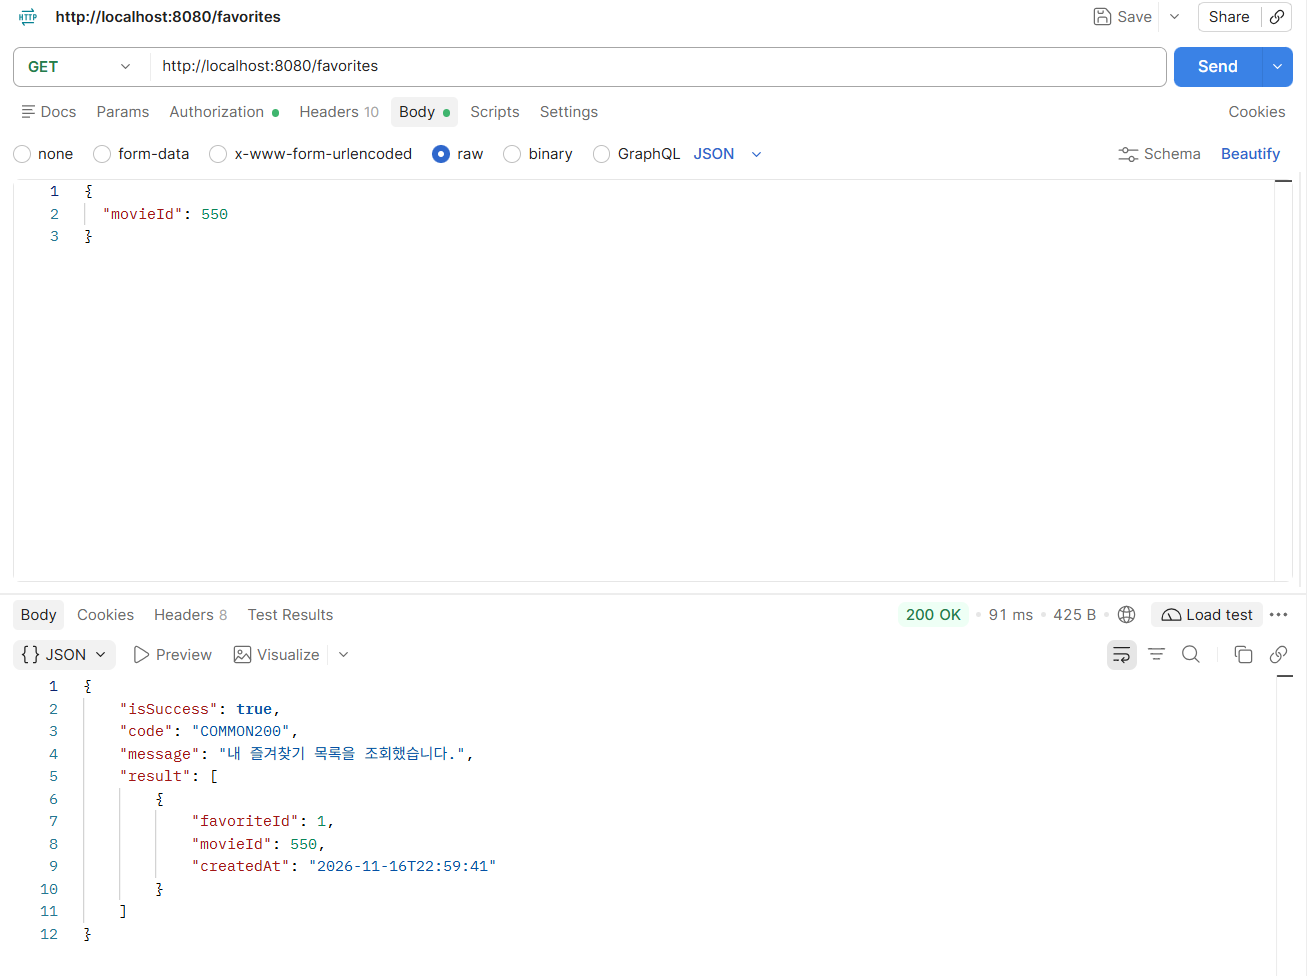 HTTP http://localhost:8080/favorites Save Share
GET http://localhost:8080/favorites Send
Docs Params Authorization Headers 10 Body Scripts Settings Cookies
none form-data x-www-form-urlencoded raw binary GraphQL JSON Schema Beautify
1 {
2 "movieId": 550
3 }
Body Cookies Headers 8 Test Results 200 OK • 91 ms • 425 B • Load test
{} JSON Preview Visualize
1 {
2 "isSuccess": true,
3 "code": "COMMON200",
4 "message": "내 즐겨찾기 목록을 조회했습니다.",
5 "result": [
6 {
7 "favoriteId": 1,
8 "movieId": 550,
9 "createdAt": "2026-11-16T22:59:41"
10 }
11 ]
12 }